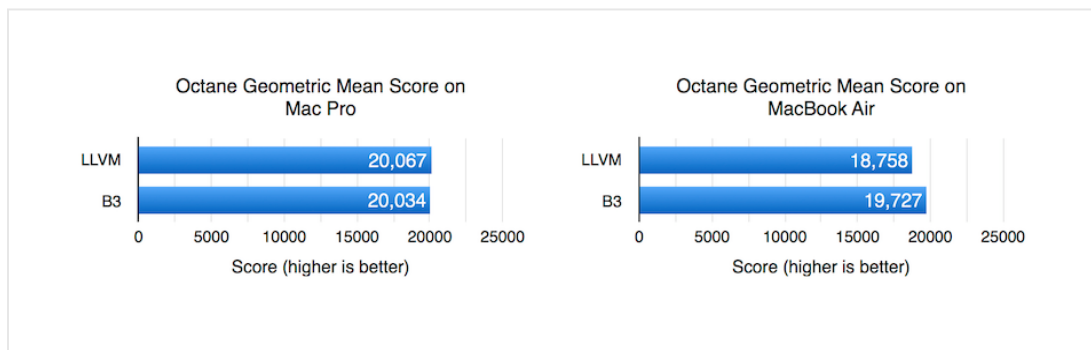 Octane Geometric Mean Score on
Mac Pro
LLVM
20,067
B3
20,034
0 5000 10000 15000 20000 25000
Score (higher is better)
Octane Geometric Mean Score on
MacBook Air
LLVM
18,758
B3
19,727
0 5000 10000 15000 20000 25000
Score (higher is better)